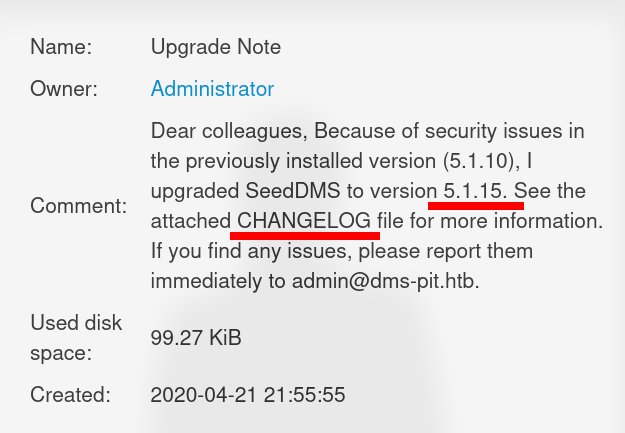 Name: Upgrade Note
Owner: Administrator
Comment: Dear colleagues, Because of security issues in
the previously installed version (5.1.10), I
upgraded SeedDMS to version 5.1.15. See the
attached CHANGELOG file for more information.
If you find any issues, please report them
immediately to admin@dms-pit.htb.
Used disk
space: 99.27 KiB
Created: 2020-04-21 21:55:55